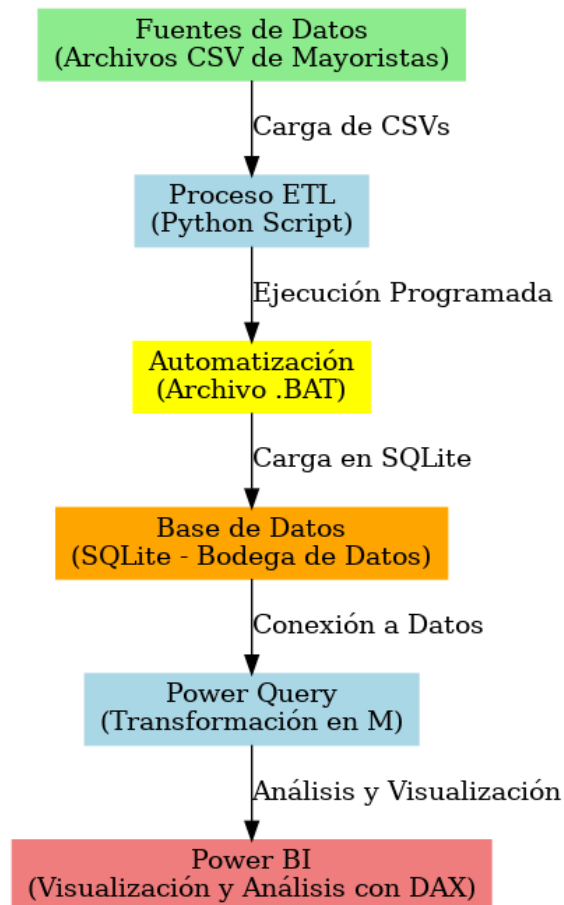 Fuentes de Datos
(Archivos CSV de Mayoristas)
Carga de CSVs
Proceso ETL
(Python Script)
Ejecución Programada
Automatización
(Archivo .BAT)
Carga en SQLite
Base de Datos
(SQLite - Bodega de Datos)
Conexión a Datos
Power Query
(Transformación en M)
Análisis y Visualización
Power BI
(Visualización y Análisis con DAX)